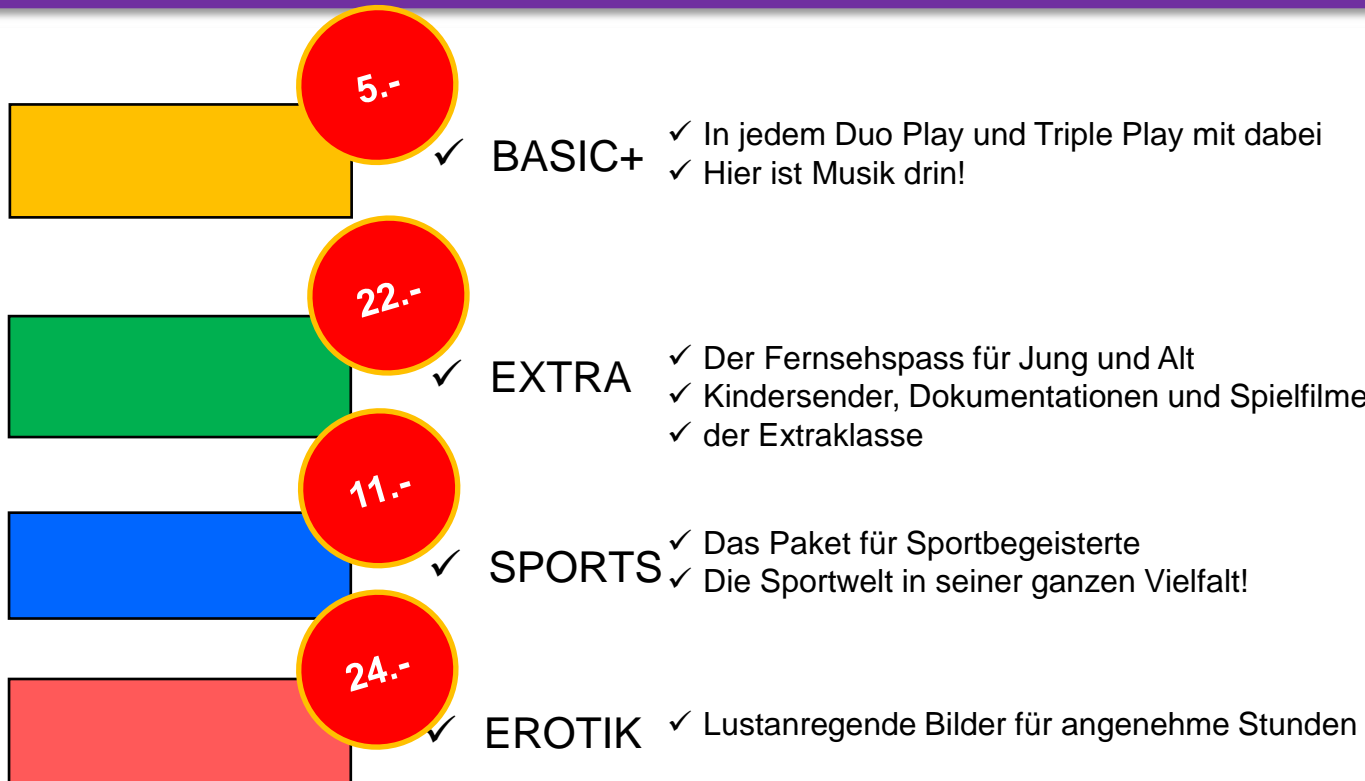 5.-
BASIC+
✓ In jedem Duo Play und Triple Play mit dabei
✓ Hier ist Musik drin!
22.-
✓ EXTRA
✓ Der Fernsehspass für Jung und Alt
✓ Kindersender, Dokumentationen und Spielfilme
✓ der Extraklasse
11.-
✓ SPORTS
✓ Das Paket für Sportbegeisterte
✓ Die Sportwelt in seiner ganzen Vielfalt!
24.-
✓ EROTIK
✓ Lustanregende Bilder für angenehme Stunden